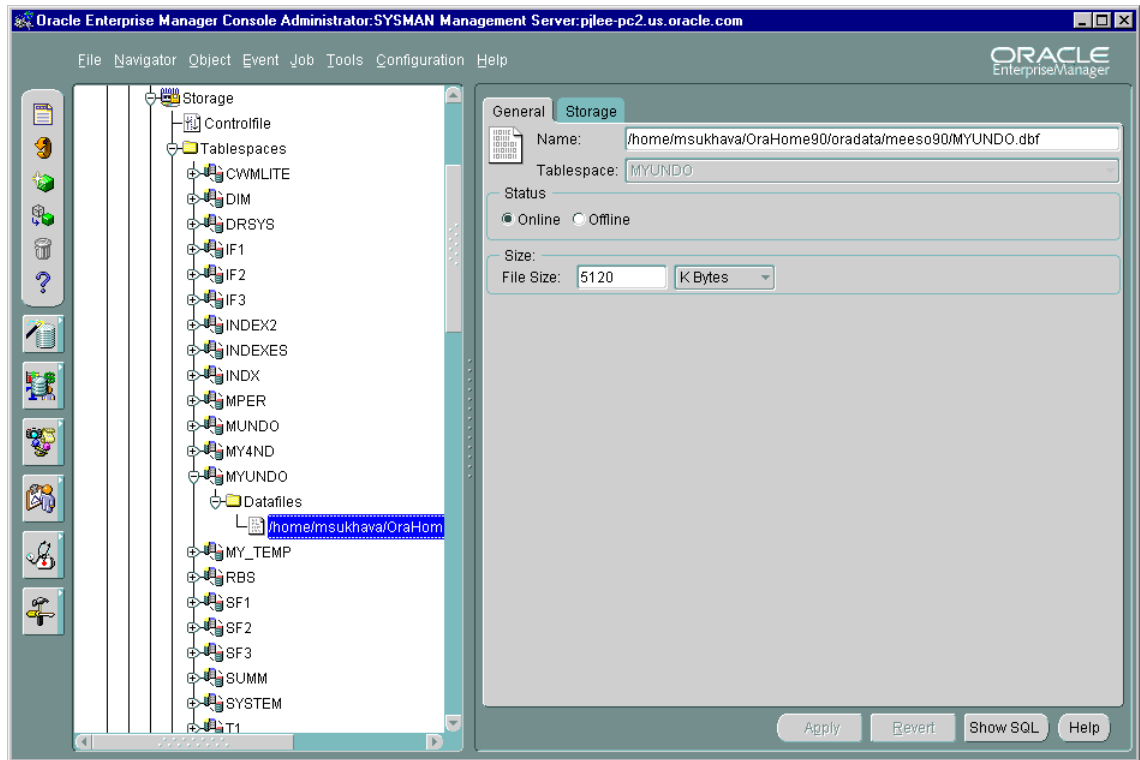 Oracle Enterprise Manager Console Administrator:SYSMAN Management Server:pjlee-pc2.us.oracle.com
File Navigator Object Event Job Tools Configuration Help
ORACLE
EnterpriseManager
Storage
Controlfile
Tablespaces
CWMLITE
DIM
DRSYS
IF1
IF2
IF3
INDEX2
INDEXES
INDX
MPER
MUNDO
MY4ND
MYUNDO
Datafiles
/home/msukhava/OraHom
MY_TEMP
RBS
SF1
SF2
SF3
SUMM
SYSTEM
T1
General Storage
Name: /home/msukhava/OraHome90/oradata/meeso90/MYUNDO.dbf
Tablespace: MYUNDO
Status
Online Offline
Size:
File Size: 5120 K Bytes
Apply Revert Show SQL Help